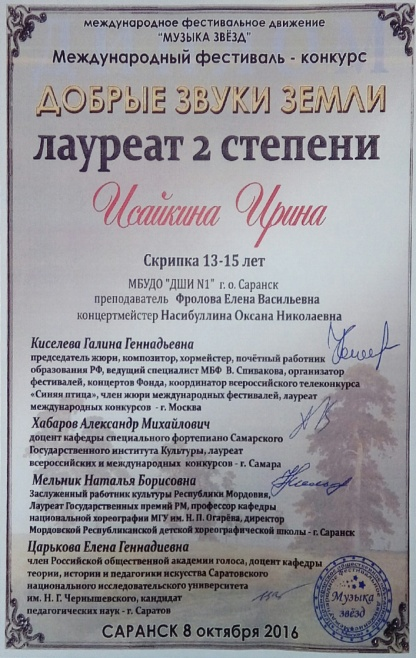 международное фестивальное движение
"МУЗЫКА ЗВЁЗД"
Международный фестиваль - конкурс
ДОБРЫЕ ЗВУКИ ЗЕМЛИ
лауреат 2 степени
Исайкина Ирина
Скрипка 13-15 лет
МБУДО "ДШИ N1" г. о. Саранск
преподаватель Фролова Елена Васильевна
концертмейстер Насибуллина Оксана Николаевна
Киселева Галина Геннадьевна
председатель жюри, композитор, хормейстер, почётный работник
образования РФ, ведущий специалист МБФ В. Спивакова, организатор
фестивалей, концертов Фонда, координатор всероссийского телеконкурса
«Синяя птица», член жюри международных фестивалей, лауреат
международных конкурсов - г. Москва
Хабаров Александр Михайлович
доцент кафедры специального фортепиано Самарского
Государственного института Культуры, лауреат
всероссийских и международных конкурсов - г. Самара
Мельник Наталья Борисовна
Заслуженный работник культуры Республики Мордовия,
Лауреат Государственных премий РМ, профессор кафедры
национальной хореографии МГУ им. Н. П. Огарёва, директор
Мордовской Республиканской детской хореографической школы - г. Саранск
Царькова Елена Геннадиевна
член Российской общественной академии голоса, доцент кафедры
теории, истории и педагогики искусства Саратовского
национального исследовательского университета
им. Н. Г. Чернышевского, кандидат
педагогических наук - г. Саратов
Музыка
звёзд
САРАНСК 8 октября 2016